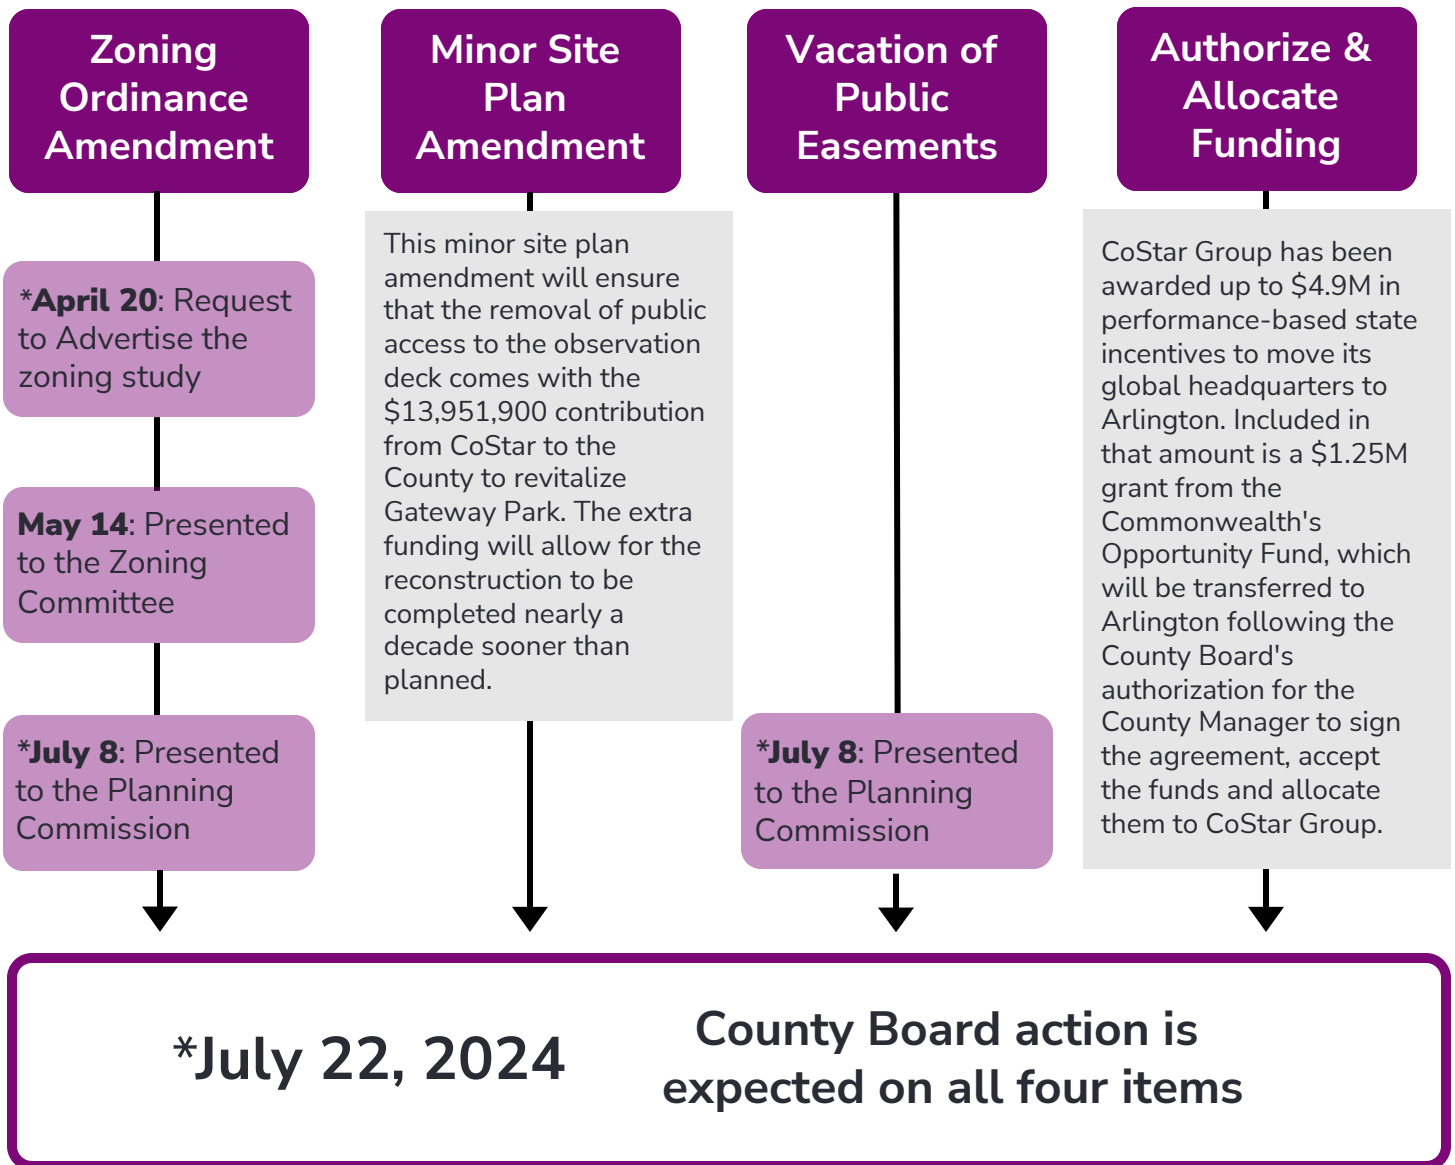 Zoning
Ordinance
Amendment
*April 20: Request
to Advertise the
zoning study
May 14: Presented
to the Zoning
Committee
*July 8: Presented
to the Planning
Commission
Minor Site
Plan
Amendment
This minor site plan
amendment will ensure
that the removal of public
access to the observation
deck comes with the
$13,951,900 contribution
from CoStar to the
County to revitalize
Gateway Park. The extra
funding will allow for the
reconstruction to be
completed nearly a
decade sooner than
planned.
Vacation of
Public
Easements
*July 8: Presented
to the Planning
Commission
Authorize &
Allocate
Funding
CoStar Group has been
awarded up to $4.9M in
performance-based state
incentives to move its
global headquarters to
Arlington. Included in
that amount is a $1.25M
grant from the
Commonwealth's
Opportunity Fund, which
will be transferred to
Arlington following the
County Board's
authorization for the
County Manager to sign
the agreement, accept
the funds and allocate
them to CoStar Group.
*July 22, 2024
County Board action is
expected on all four items